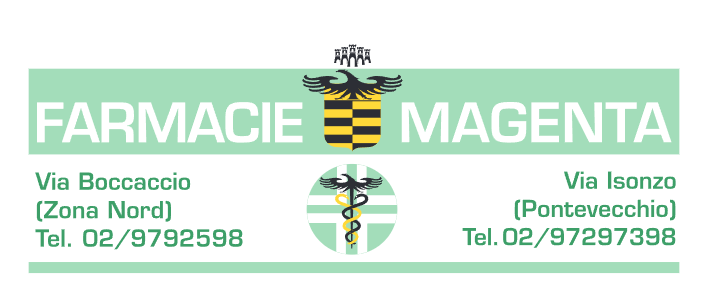 FARMACIE MAGENTA
Via Boccaccio
(Zona Nord)
Tel. 02/9792598
Via Isonzo
(Pontevecchio)
Tel. 02/97297398